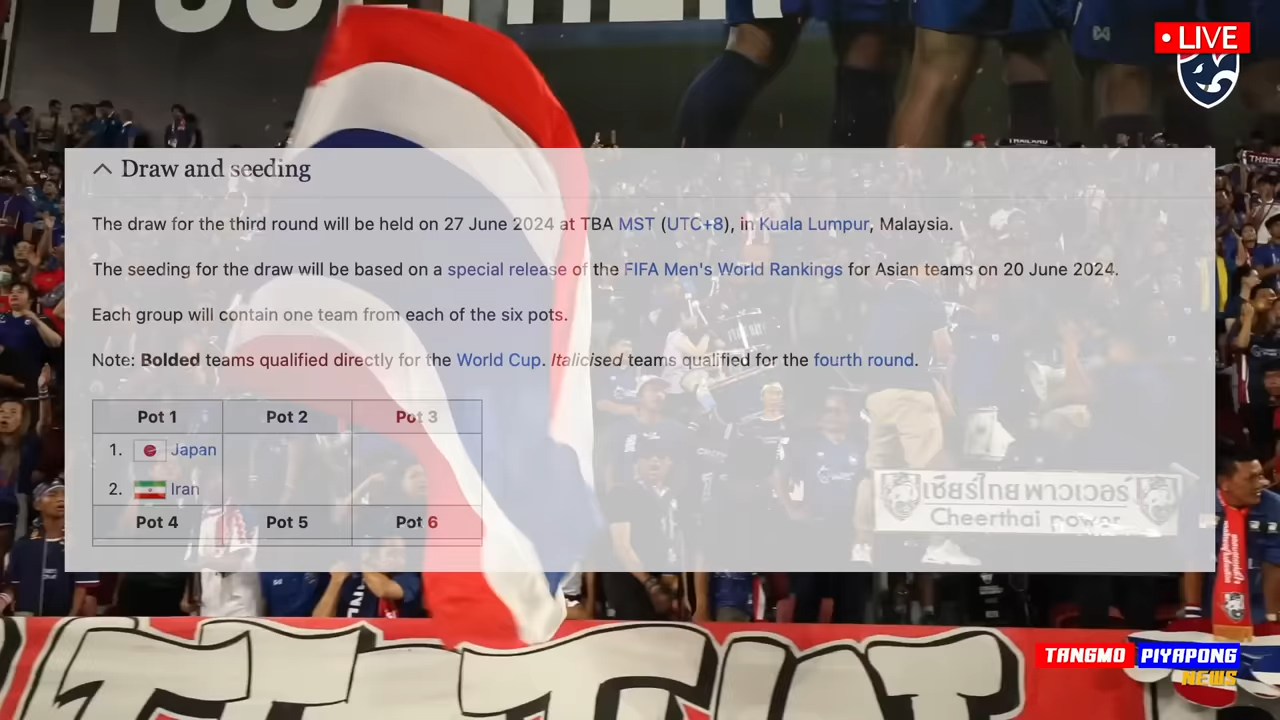 TOGETHER
LIVE
THAILAND
Draw and seeding
The draw for the third round will be held on 27 June 2024 at TBA MST (UTC+8), in Kuala Lumpur, Malaysia.
The seeding for the draw will be based on a special release of the FIFA Men's World Rankings for Asian teams on 20 June 2024.
Each group will contain one team from each of the six pots.
Note: Bolded teams qualified directly for the World Cup. Italicised teams qualified for the fourth round.
Pot 1 Pot 2 Pot 3
1. Japan
2. Iran
Pot 4 Pot 5 Pot 6
เชียร์ไทยพาวเวอร์
Cheerthai power
TANGMO PIYAPONG
NEWS